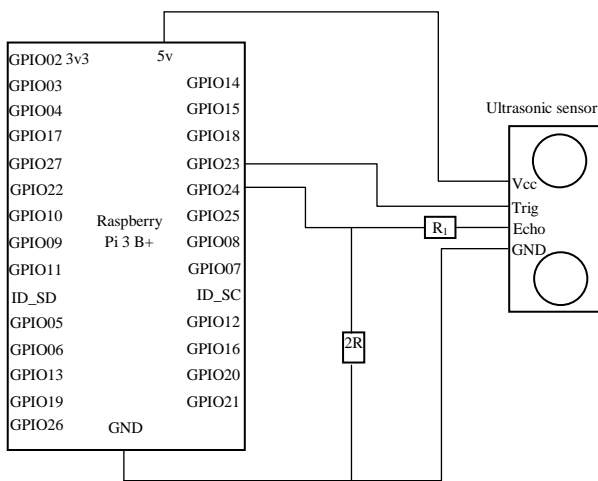 GPIO02 3v3 5v
GPIO03
GPIO04
GPIO17
GPIO27
GPIO22
GPIO10
GPIO09
GPIO11
ID_SD
GPIO05
GPIO06
GPIO13
GPIO19
GPIO26
Raspberry
Pi 3 B+
GND
GPIO14
GPIO15
GPIO18
GPIO23
GPIO24
GPIO25
GPIO08
GPIO07
ID_SC
GPIO12
GPIO16
GPIO20
GPIO21
R₁
2R
Ultrasonic sensor
Vcc
Trig
Echo
GND